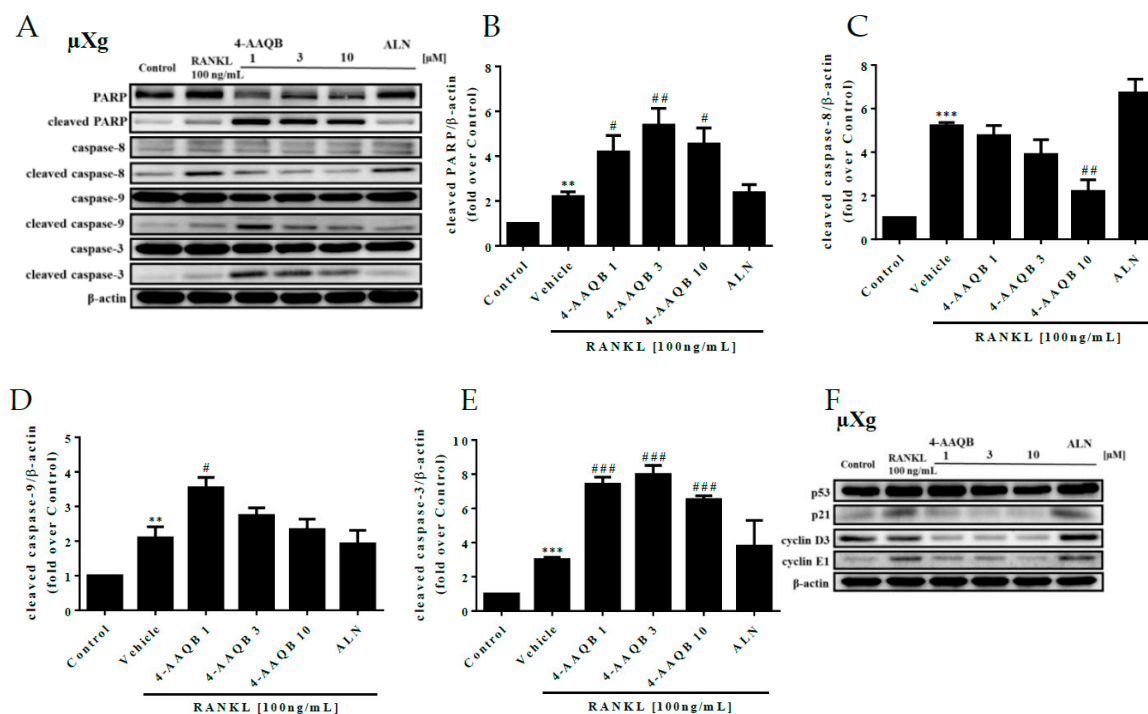 A
µXg
4-AAQB
ALN
Control
RANKL
100 ng/mL
1 3 10
[µM]
PARP
cleaved PARP
caspase-8
cleaved caspase-8
caspase-9
cleaved caspase-9
caspase-3
cleaved caspase-3
β-actin
B
cleaved PARP/β-actin
(fold over Control)
8
6
4
2
0
**
#
##
#
Control
Vehicle
4-AAQB 1
4-AAQB 3
4-AAQB 10
ALN
RANKL [100ng/mL]
C
cleaved caspase-8/β-actin
(fold over Control)
8
6
4
2
0
***
##
Control
Vehicle
4-AAQB 1
4-AAQB 3
4-AAQB 10
ALN
RANKL [100ng/mL]
D
cleaved caspase-9/β-actin
(fold over Control)
5
4
3
2
1
0
**
#
Control
Vehicle
4-AAQB 1
4-AAQB 3
4-AAQB 10
ALN
RANKL [100ng/mL]
E
cleaved caspase-3/β-actin
(fold over Control)
10
8
6
4
2
0
***
###
###
###
Control
Vehicle
4-AAQB 1
4-AAQB 3
4-AAQB 10
ALN
RANKL [100ng/mL]
F
µXg
4-AAQB
ALN
Control
RANKL
100 ng/mL
1 3 10
[µM]
p53
p21
cyclin D3
cyclin E1
β-actin